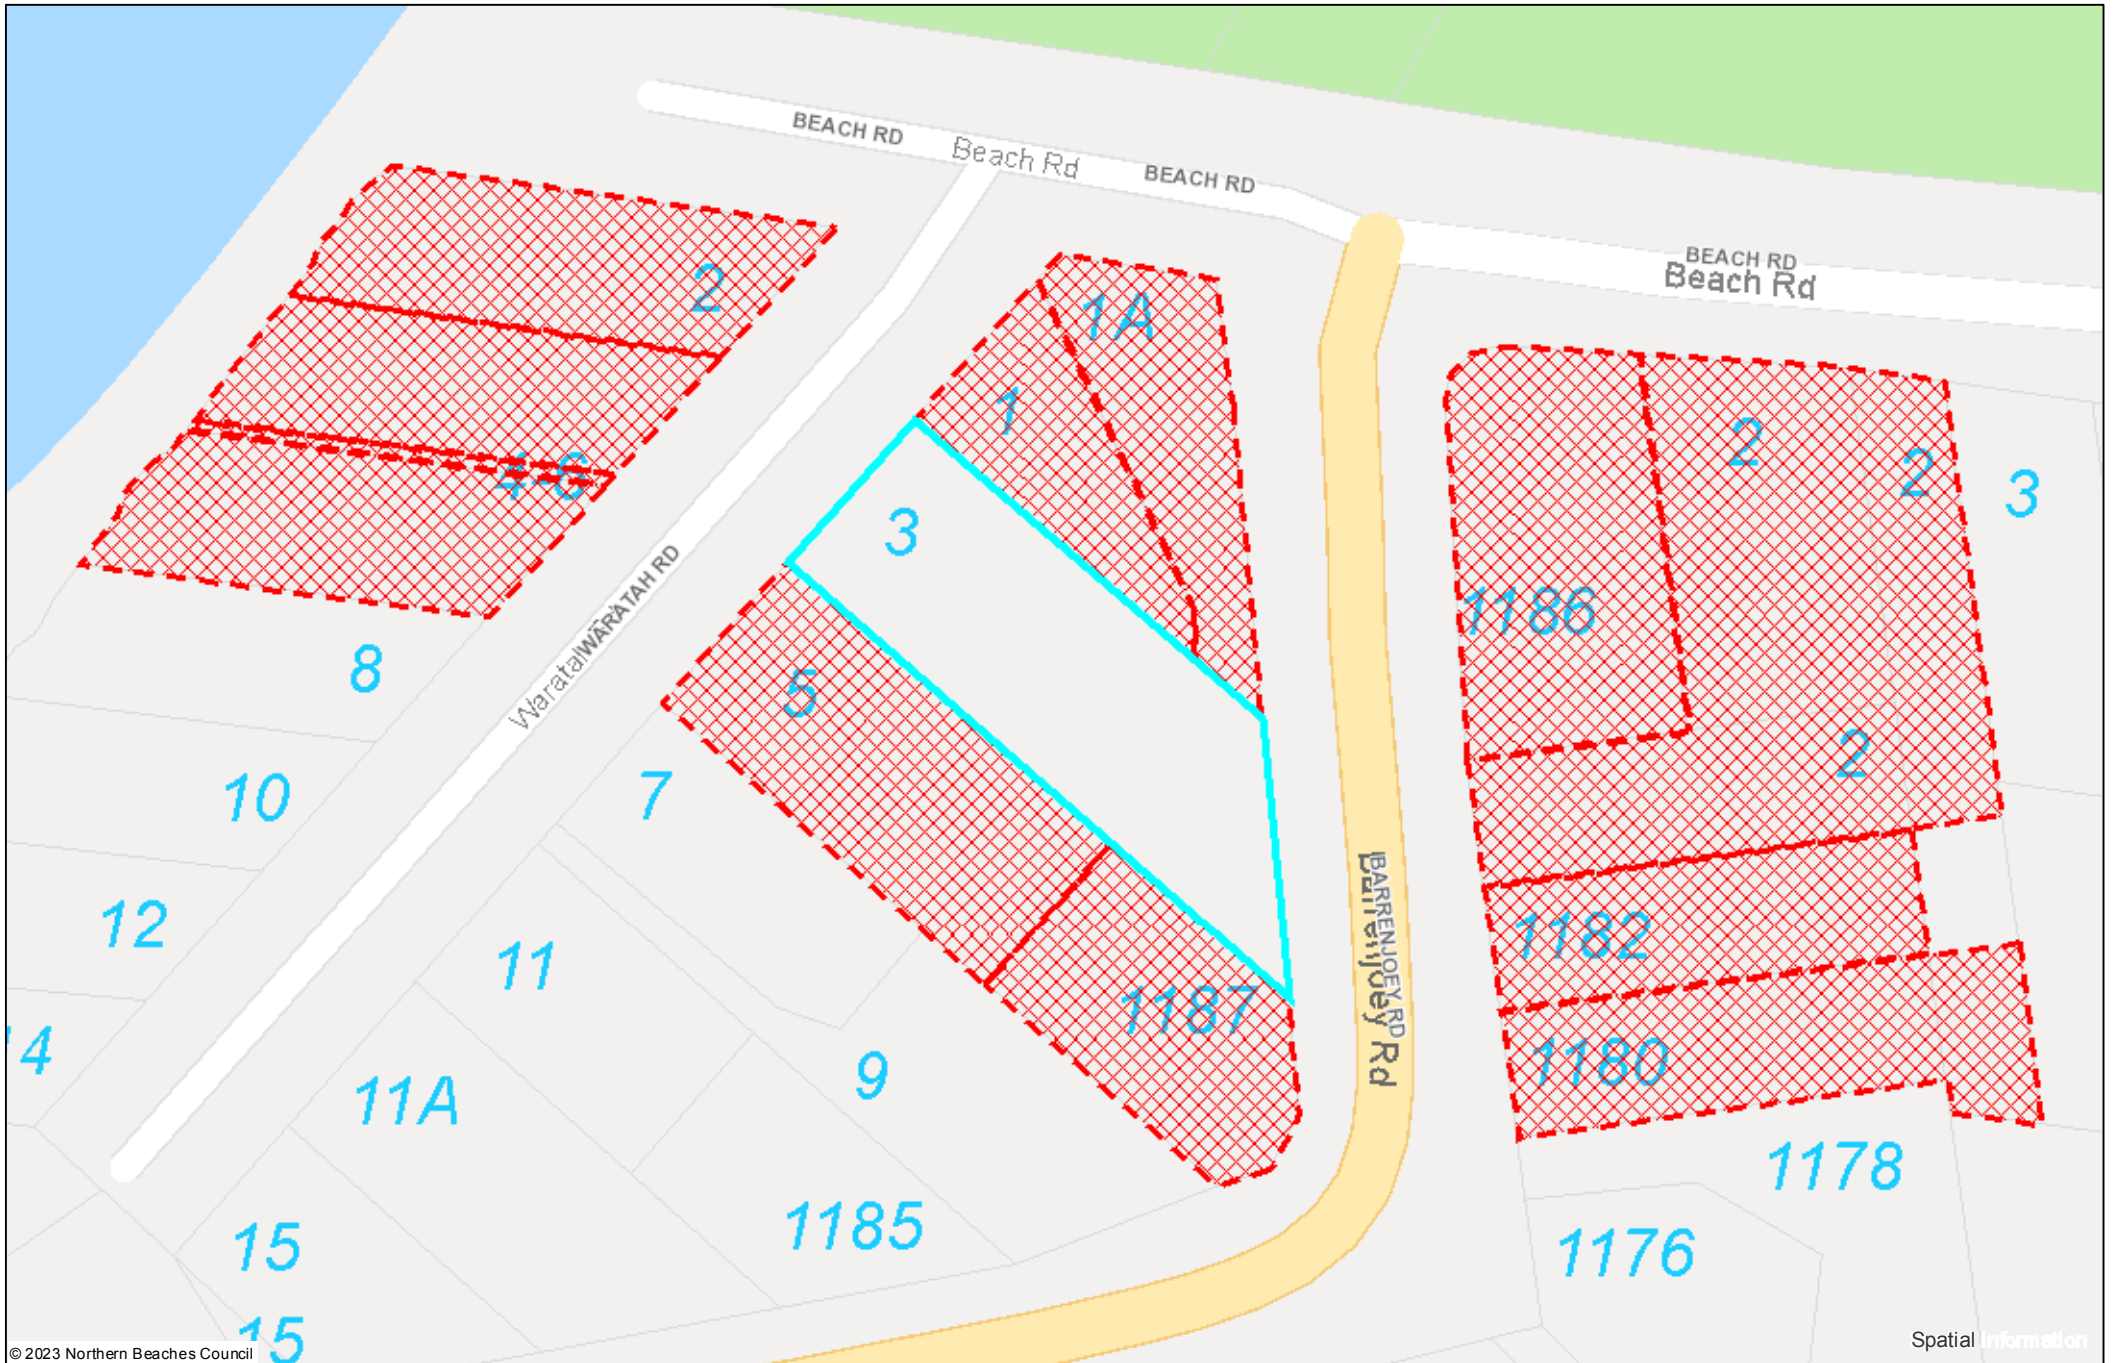 BEACH RD
Beach Rd
BEACH RD
BEACH RD
Beach Rd
2
1A
1
2
2
3
4-6
3
1186
WARATAH RD
5
8
2
10
7
12
11
1182
BARRENJOEY RD
Barrenjoey Rd
1187
4
1180
9
11A
1178
1185
15
1176
15
© 2023 Northern Beaches Council
Spatial Information